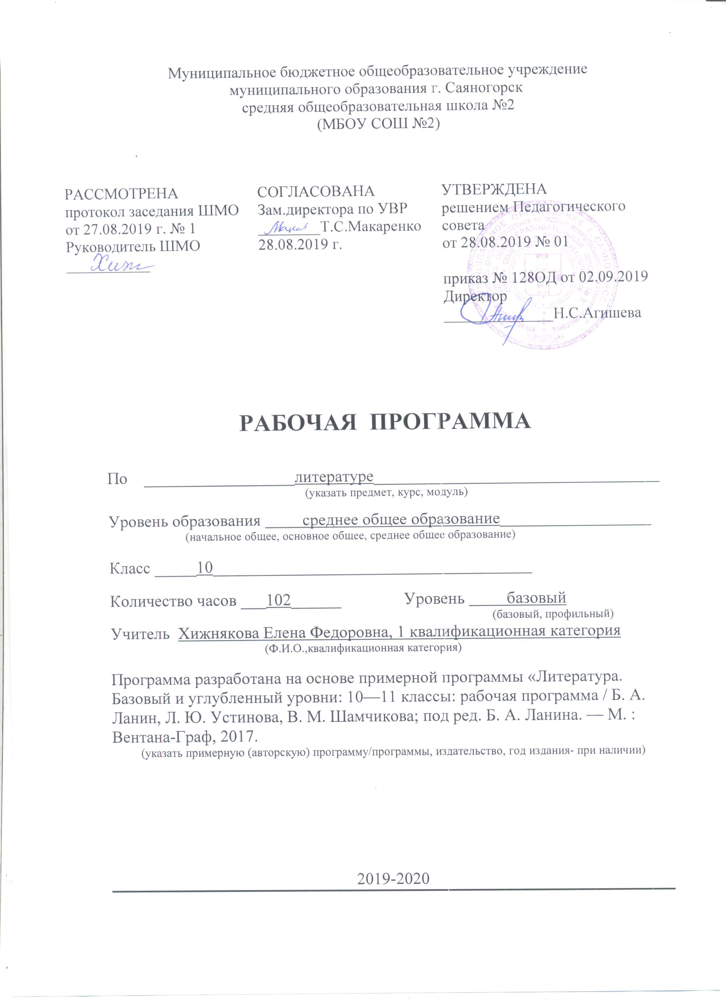 Муниципальное бюджетное общеобразовательное учреждение
муниципального образования г. Саяногорск
средняя общеобразовательная школа №2
(МБОУ СОШ №2)
РАССМОТРЕНА
протокол заседания ШМО
от 27.08.2019 г. № 1
Руководитель ШМО
СОГЛАСОВАНА
Зам.директора по УВР
Т.С.Макаренко
28.08.2019 г.
УТВЕРЖДЕНА
решением Педагогического
совета
от 28.08.2019 № 01
приказ № 128ОД от 02.09.2019
Директор
Н.С.Агишева
РАБОЧАЯ ПРОГРАММА
По литературе
(указать предмет, курс, модуль)
Уровень образования среднее общее образование
(начальное общее, основное общее, среднее общее образование)
Класс 10
Количество часов 102 Уровень базовый
(базовый, профильный)
Учитель Хижнякова Елена Федоровна, 1 квалификационная категория
(Ф.И.О.,квалификационная категория)
Программа разработана на основе примерной программы «Литература.
Базовый и углубленный уровни: 10—11 классы: рабочая программа / Б. А.
Ланин, Л. Ю. Устинова, В. М. Шамчикова; под ред. Б. А. Ланина. — М. :
Вентана-Граф, 2017.
(указать примерную (авторскую) программу/программы, издательство, год издания- при наличии)
2019-2020